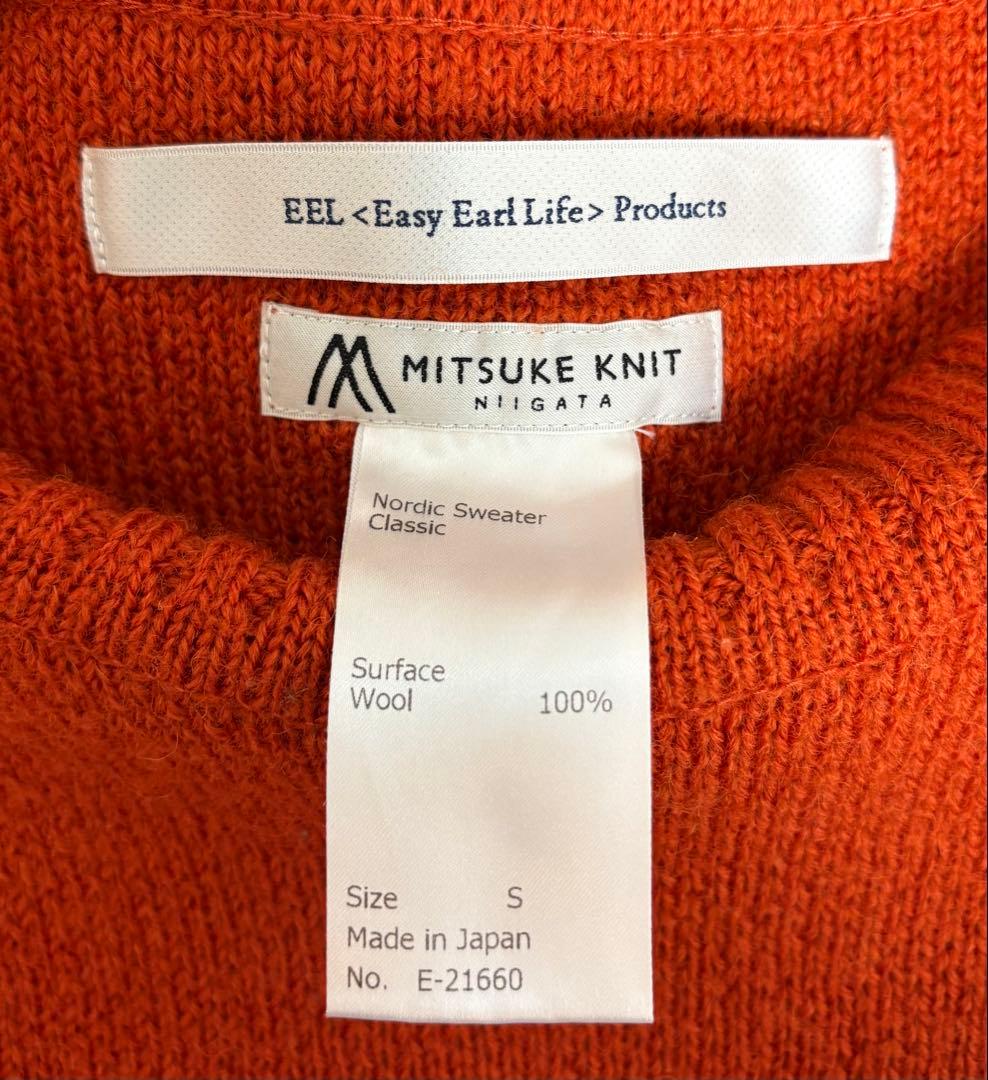 EEL <Easy Earl Life> Products
MITSUKE KNIT
NIIGATA
Nordic Sweater
Classic
Surface
Wool 100%
Size S
Made in Japan
No. E-21660